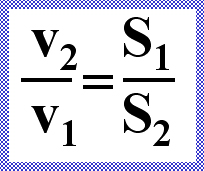 v₂/v₁ = S₁/S₂